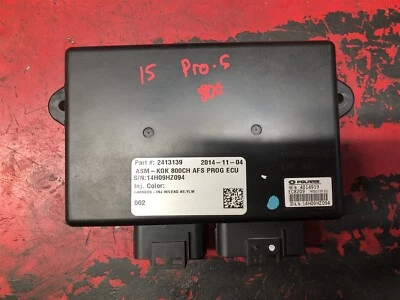 15 Pro-S
800
Part #: 2413139 2014-11-04
ASM-KOK 800CH AFS PROG ECU
S/N:14H09HZ094
Inj. Color:
002
POLARIS
S/N:14H09HZ094